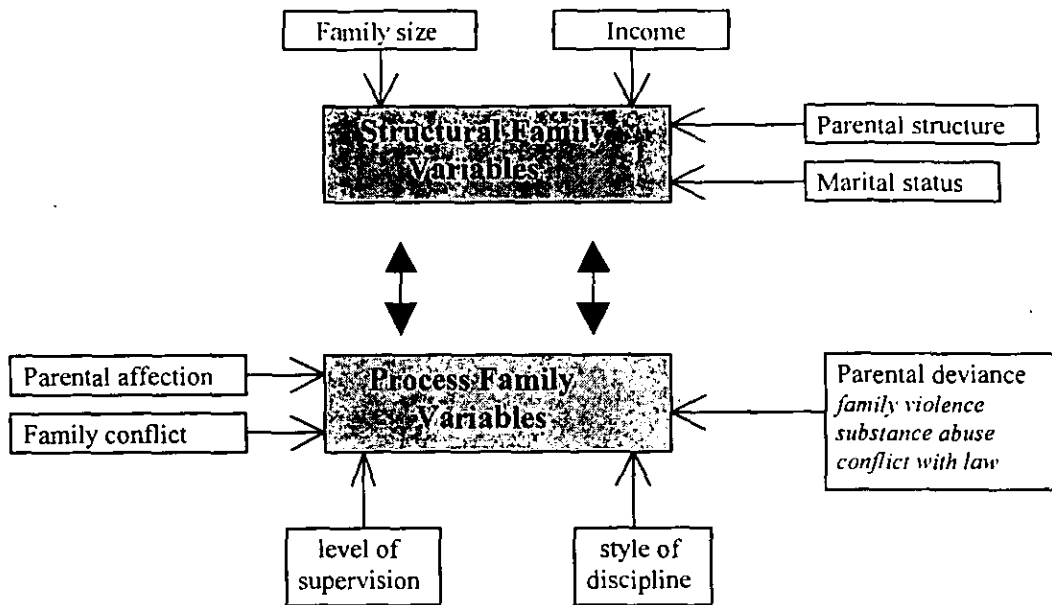 Family size
Income
Structural Family
Variables
Parental structure
Marital status
Parental affection
Family conflict
Process Family
Variables
Parental deviance
family violence
substance abuse
conflict with law
level of
supervision
style of
discipline